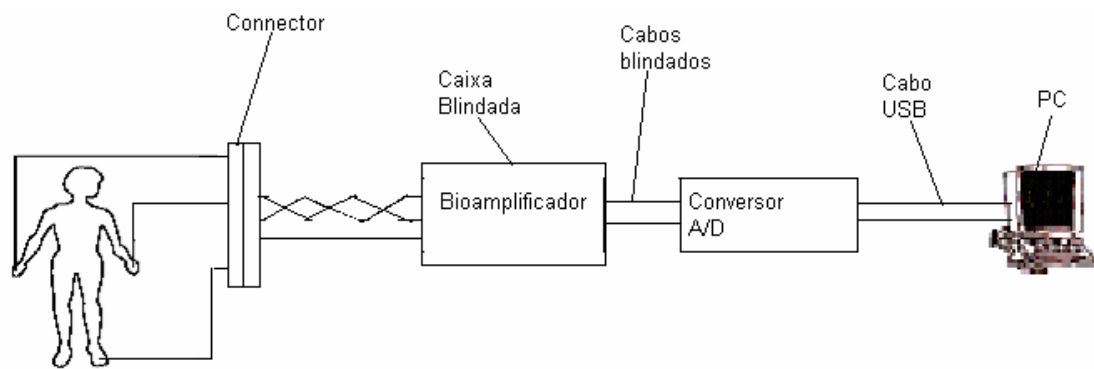 Connector
Caixa
Blindada
Cabos
blindados
Cabo
USB
PC
Bioamplificador
Conversor
A/D